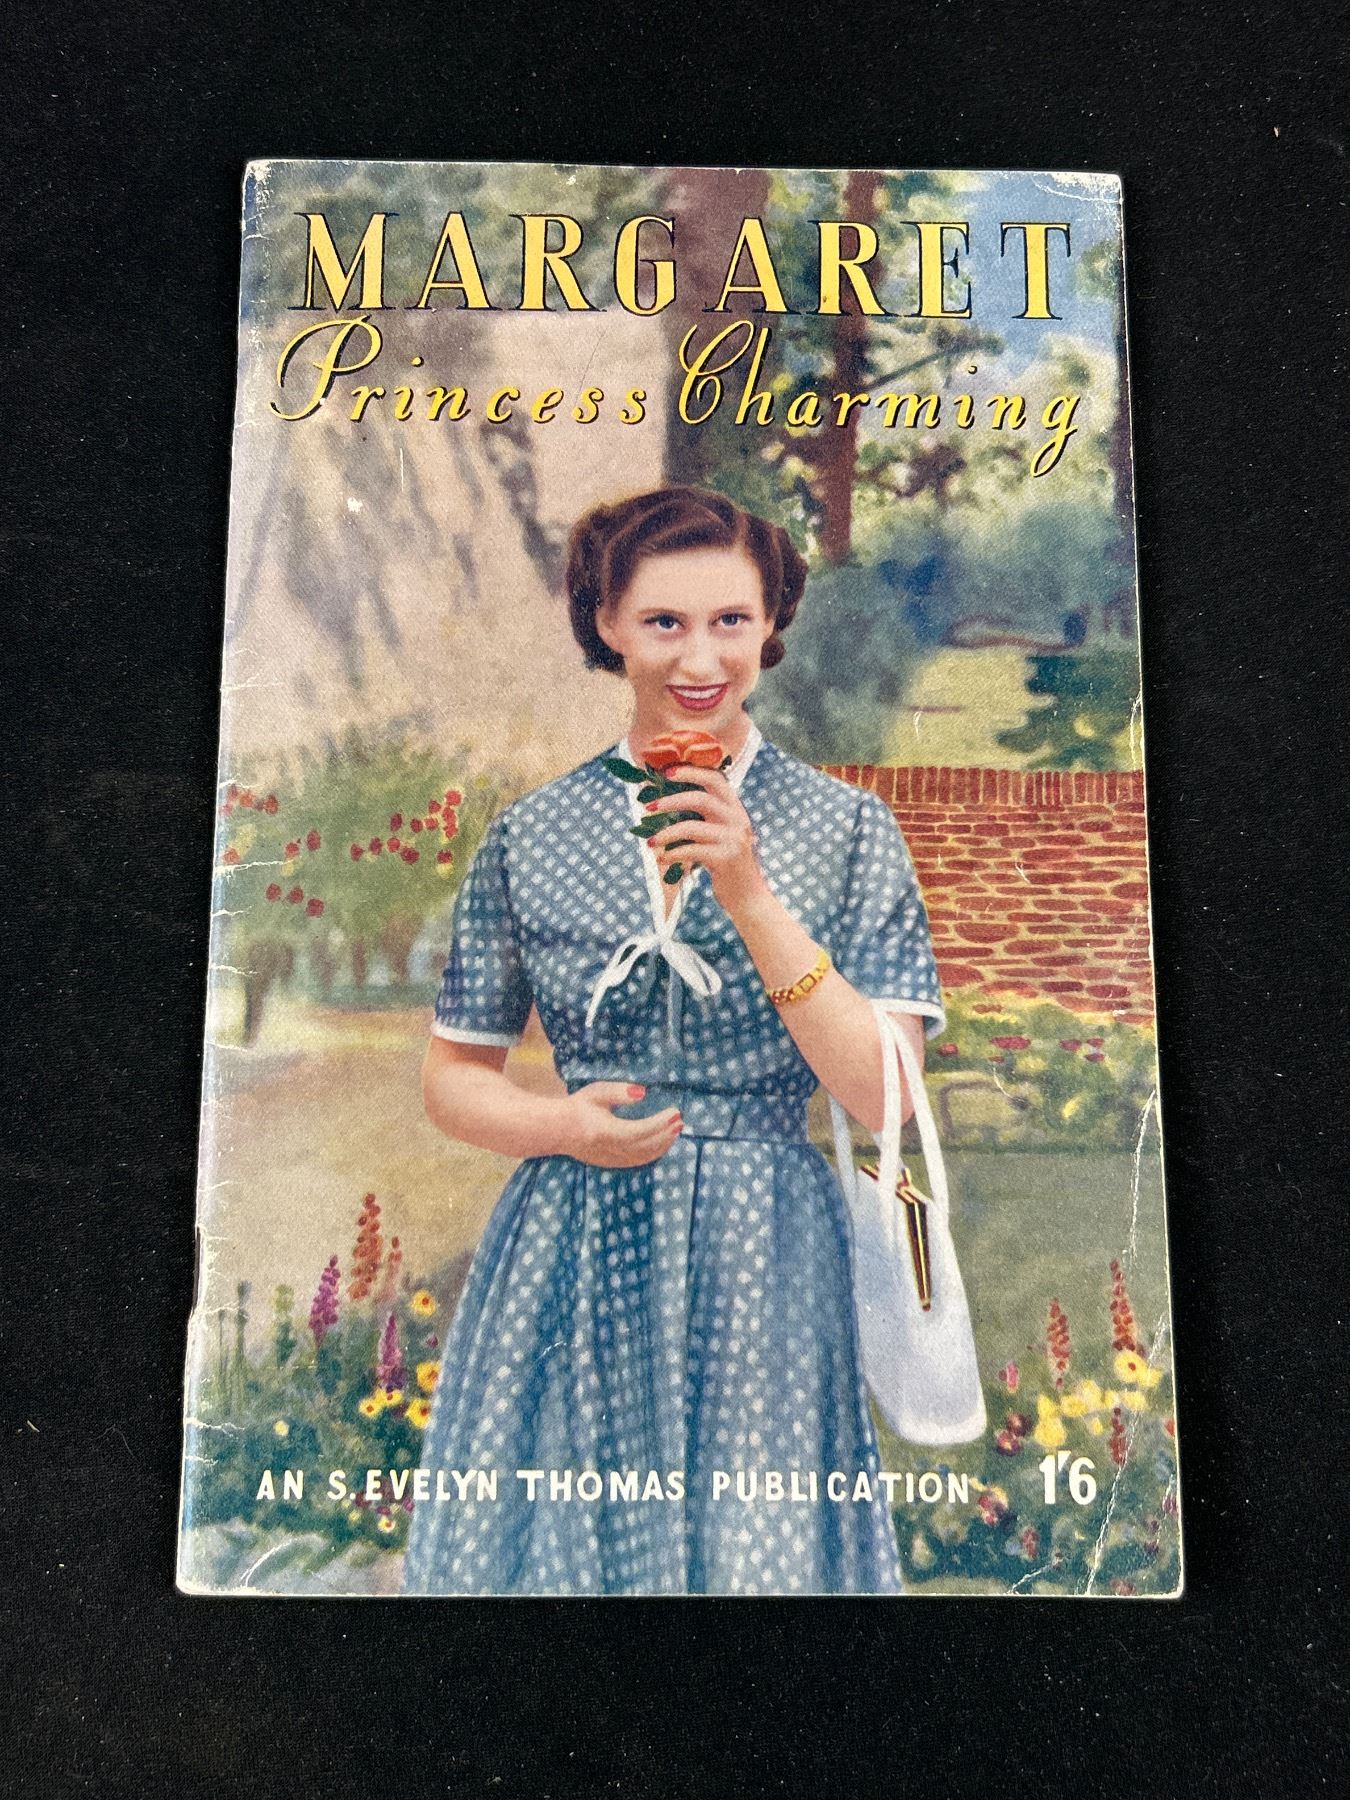 MARGARET
Princess Charming
AN S. EVELYN THOMAS PUBLICATION 1'6